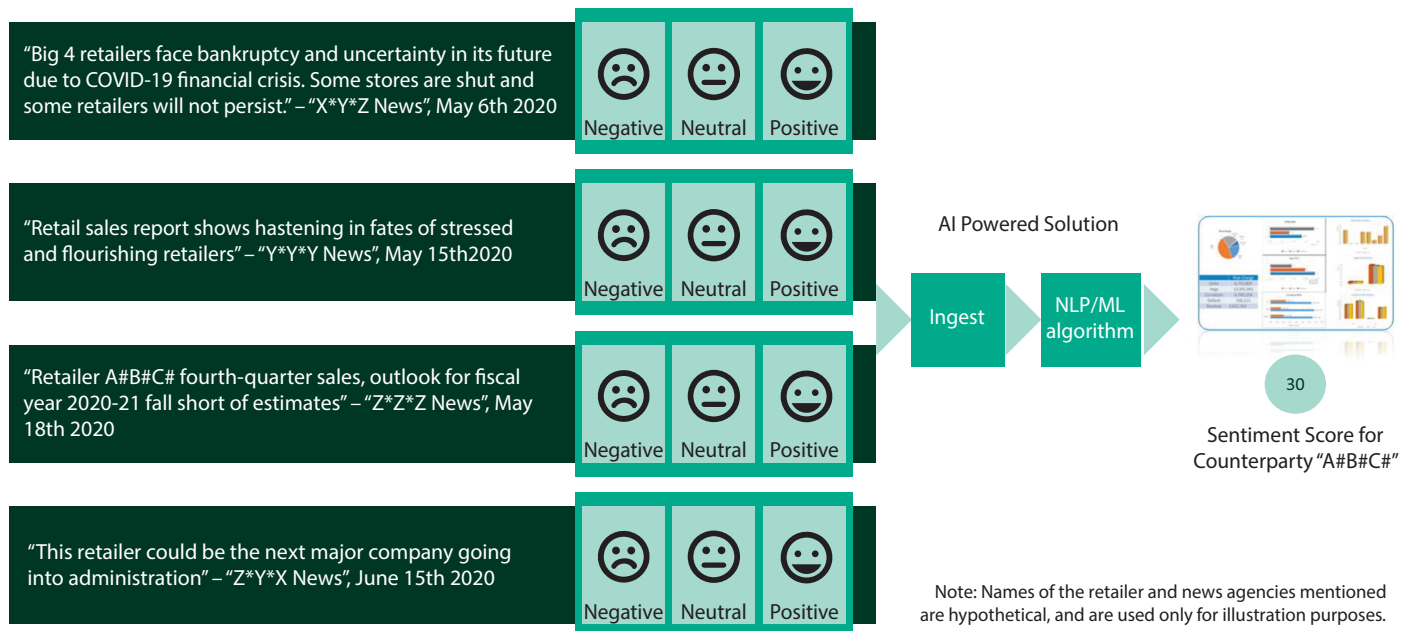 “Big 4 retailers face bankruptcy and uncertainty in its future
due to COVID-19 financial crisis. Some stores are shut and
some retailers will not persist.” – “X*Y*Z News”, May 6th 2020
Negative Neutral Positive
“Retail sales report shows hastening in fates of stressed
and flourishing retailers” – “Y*Y*Y News”, May 15th2020
Negative Neutral Positive
“Retailer A#B#C# fourth-quarter sales, outlook for fiscal
year 2020-21 fall short of estimates” – “Z*Z*Z News”, May
18th 2020
Negative Neutral Positive
“This retailer could be the next major company going
into administration” – “Z*Y*X News”, June 15th 2020
Negative Neutral Positive
AI Powered Solution
Ingest
NLP/ML
algorithm
30
Sentiment Score for
Counterparty “A#B#C#”
Note: Names of the retailer and news agencies mentioned
are hypothetical, and are used only for illustration purposes.